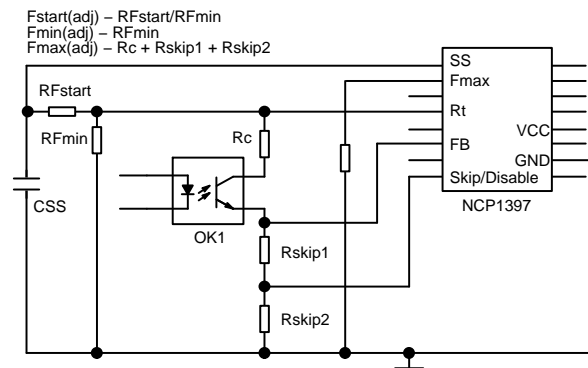 Fstart(adj) – RFstart/RFmin
Fmin(adj) – RFmin
Fmax(adj) – Rc + Rskip1 + Rskip2
SS
Fmax
RFstart
Rt
RFmin
Rc
VCC
FB
GND
Skip/Disable
CSS
NCP1397
OK1
Rskip1
Rskip2